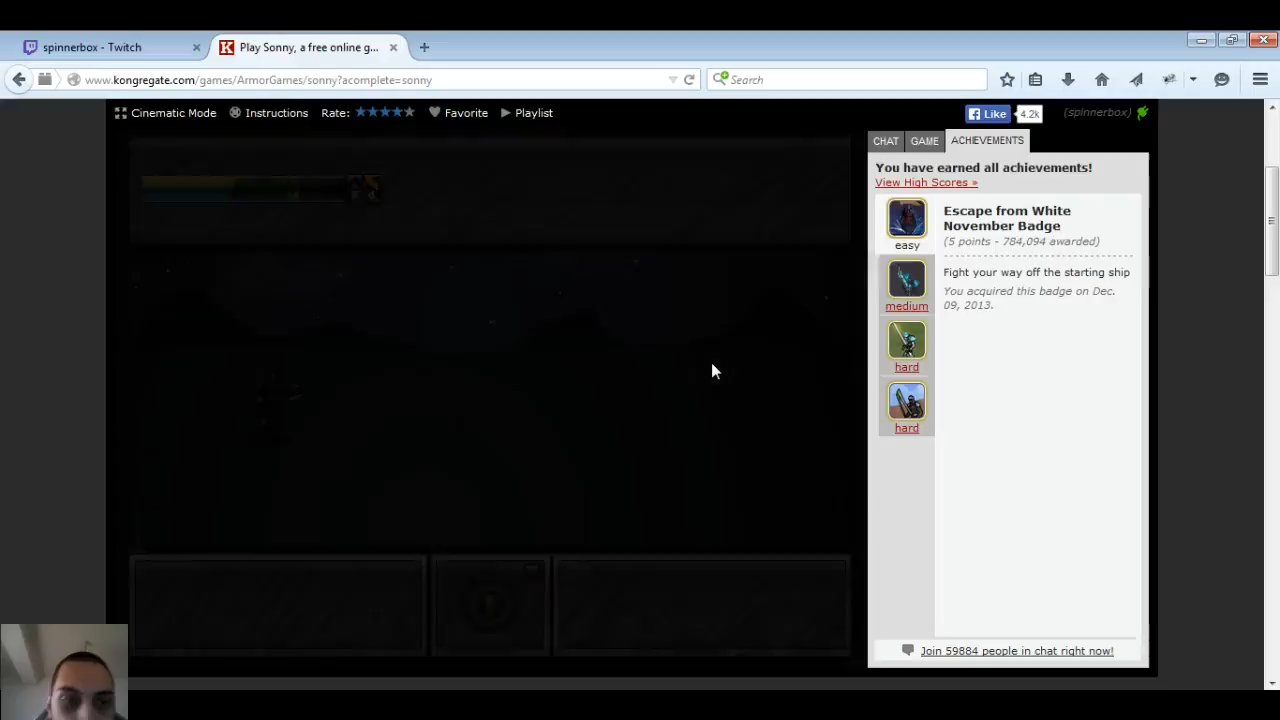 spinnerbox - Twitch
Play Sonny, a free online g...
www.kongregate.com/games/ArmorGames/sonny?acomplete=sonny
Search
Cinematic Mode Instructions Rate: Favorite Playlist
Like 4.2k (spinnerbox)
CHAT GAME ACHIEVEMENTS
You have earned all achievements!
View High Scores »
easy
medium
hard
hard
Escape from White
November Badge
(5 points - 784,094 awarded)
Fight your way off the starting ship
You acquired this badge on Dec.
09, 2013.
Join 59884 people in chat right now!